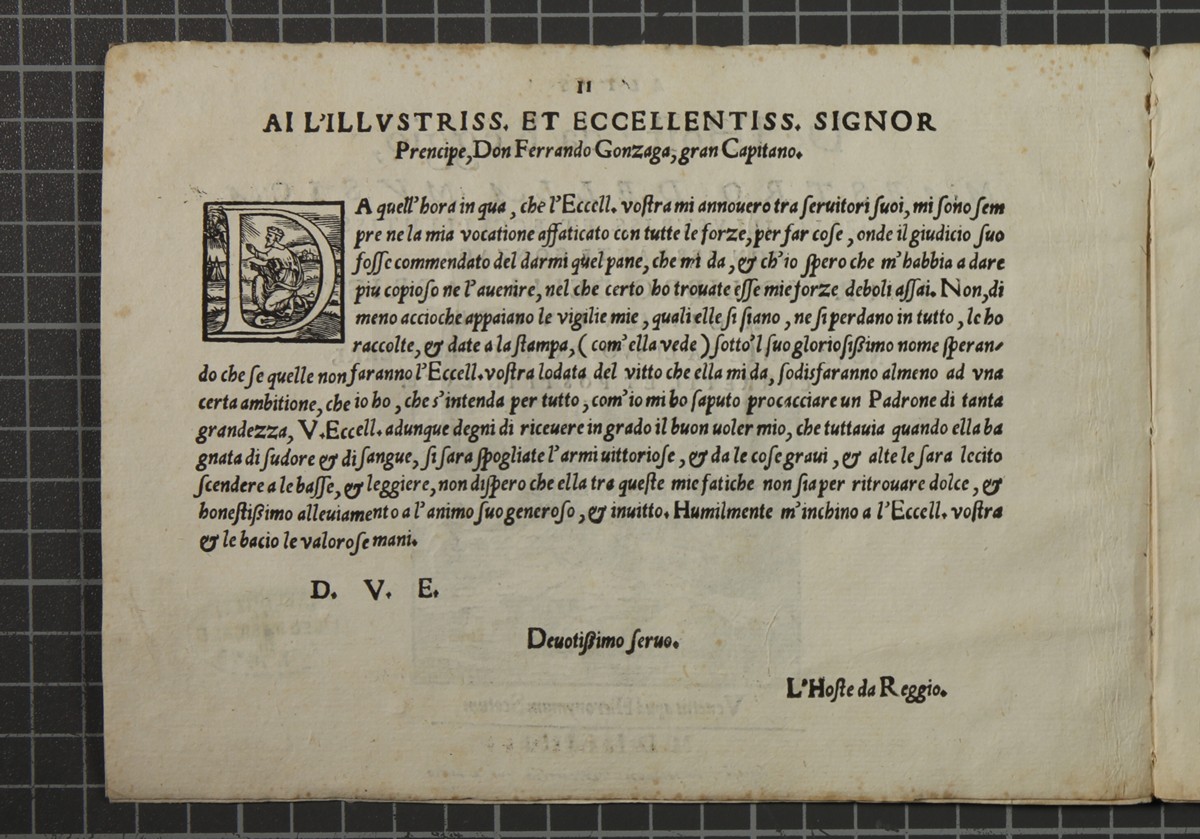 II
AI L'ILLVSTRISS. ET ECCELLENTISS. SIGNOR
Prencipe, Don Ferrando Gonzaga, gran Capitano.
DA quell'hora in qua, che l'Eccell. vostra mi annouero tra seruitori suoi, mi sono sem
pre ne la mia vocatione affaticato con tutte le forze, per far cose, onde il giudicio suo
fosse commendato del darmi quel pane, che mi da, & ch'io spero che m'habbia a dare
piu copioso ne l'auenire, nel che certo ho trouate esse mie forze deboli assai. Non, di
meno accioche appaiano le vigilie mie, quali elle si siano, ne si perdano in tutto, le ho
raccolte, & date a la stampa, (com'ella vede) sotto'l suo gloriosissimo nome speran-
do che se quelle non faranno l'Eccell. vostra lodata del vitto che ella mi da, sodisfaranno almeno ad vna
certa ambitione, che io ho, che s'intenda per tutto, com'io mi ho saputo procacciare un Padrone di tanta
grandezza, V. Eccell. adunque degni di riceuere in grado il buon uoler mio, che tuttauia quando ella ba
gnata di sudore & di sangue, si sara spogliate l'armi uittoriose, & da le cose graui, & alte le sara lecito
scendere a le basse, & leggiere, non dispero che ella tra queste mie fatiche non sia per ritrouare dolce, &
honestissimo alleuiamento a l'animo suo generoso, & inuitto. Humilmente m'inchino a l'Eccell. vostra
& le bacio le valorose mani.
D. V. E.
Deuotissimo seruo.
L'Hoste da Reggio.